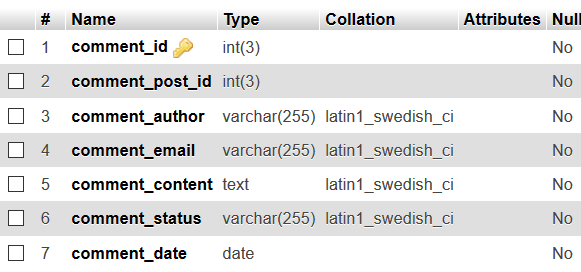 # Name Type Collation Attributes Null
1 comment_id int(3) No
2 comment_post_id int(3) No
3 comment_author varchar(255) latin1_swedish_ci No
4 comment_email varchar(255) latin1_swedish_ci No
5 comment_content text latin1_swedish_ci No
6 comment_status varchar(255) latin1_swedish_ci No
7 comment_date date No